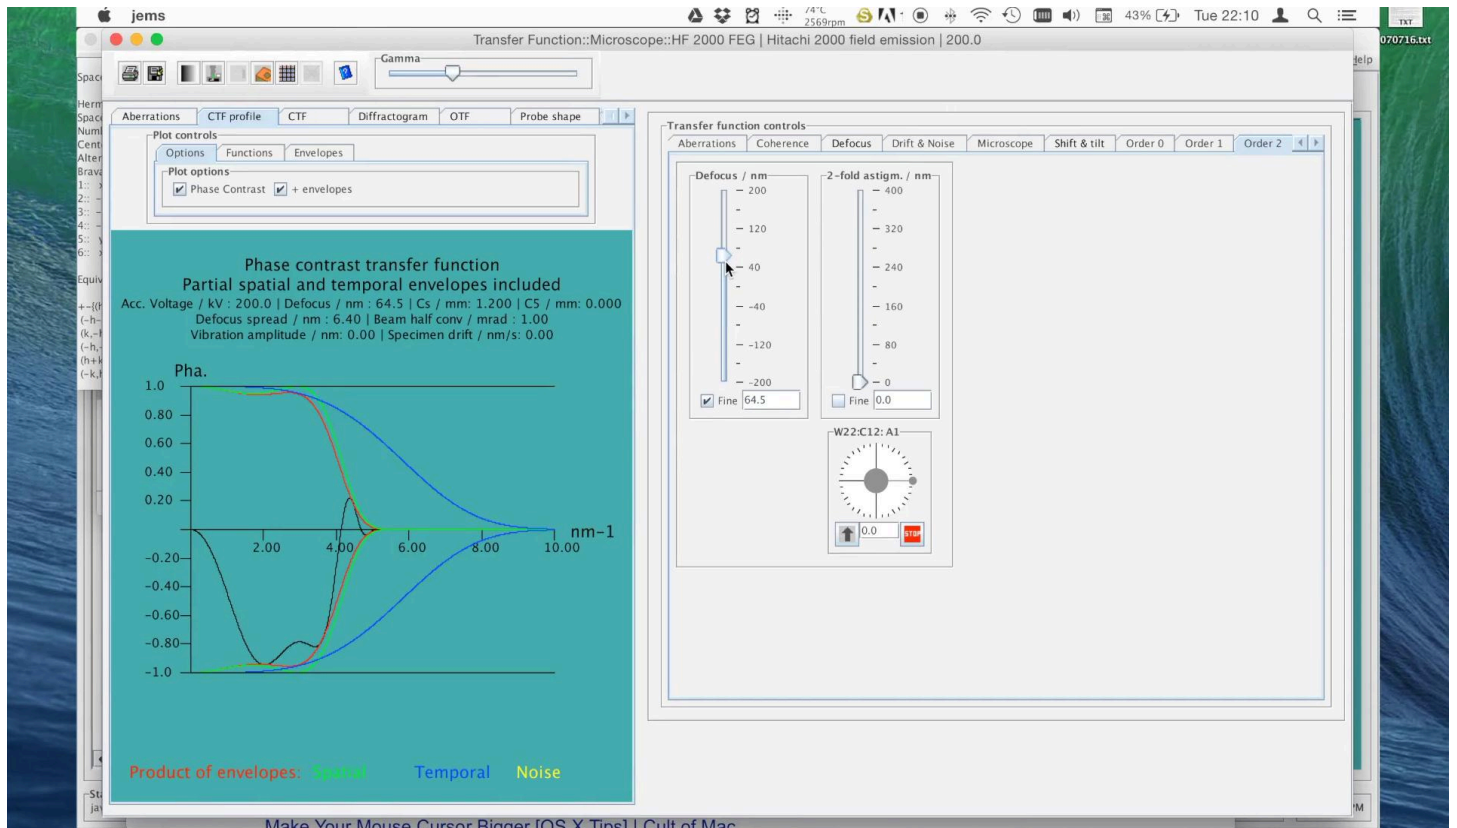 jems
74°C
2569rpm
43%
Tue 22:10
TXT
070716.txt
Transfer Function::Microscope::HF 2000 FEG | Hitachi 2000 field emission | 200.0
Gamma
Aberrations CTF profile CTF Diffractogram OTF Probe shape
Plot controls
Options Functions Envelopes
Plot options
Phase Contrast + envelopes
Phase contrast transfer function
Partial spatial and temporal envelopes included
Acc. Voltage / kV : 200.0 | Defocus / nm : 64.5 | Cs / mm: 1.200 | C5 / mm: 0.000
Defocus spread / nm : 6.40 | Beam half conv / mrad : 1.00
Vibration amplitude / nm: 0.00 | Specimen drift / nm/s: 0.00
Pha.
1.0
0.80
0.60
0.40
0.20
nm-1
2.00 4.00 6.00 8.00 10.00
-0.20
-0.40
-0.60
-0.80
-1.0
Product of envelopes: Spatial Temporal Noise
Transfer function controls
Aberrations Coherence Defocus Drift & Noise Microscope Shift & tilt Order 0 Order 1 Order 2
Defocus / nm
200
120
40
-40
-120
-200
Fine 64.5
2-fold astigm. / nm
400
320
240
160
80
0
Fine 0.0
W22:C12: A1
0.0 STOP
Make Your Mouse Cursor Bigger [OS X Tips] | Cult of Mac